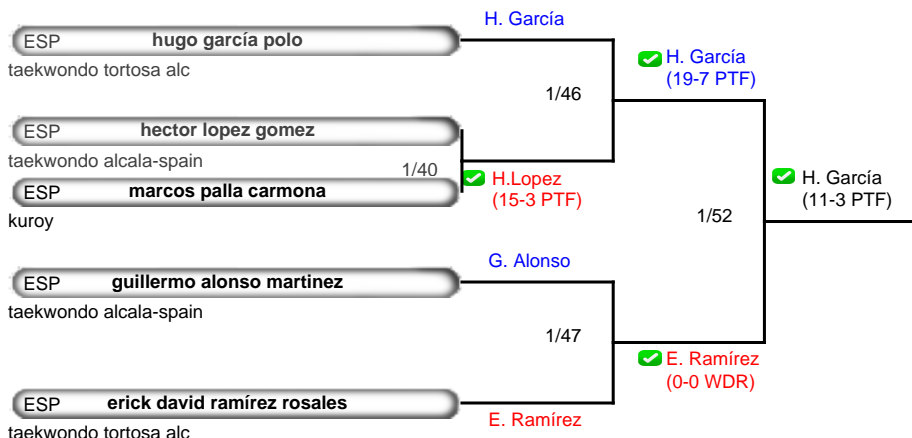 H. García
ESP hugo garcía polo
taekwondo tortosa alc
H. García
(19-7 PTF)
1/46
ESP hector lopez gomez
taekwondo alcala-spain
1/40
H.Lopez
(15-3 PTF)
ESP marcos palla carmona
kuroy
H. García
(11-3 PTF)
1/52
G. Alonso
ESP guillermo alonso martinez
taekwondo alcala-spain
1/47
E. Ramírez
(0-0 WDR)
ESP erick david ramírez rosales
E. Ramírez
taekwondo tortosa alc